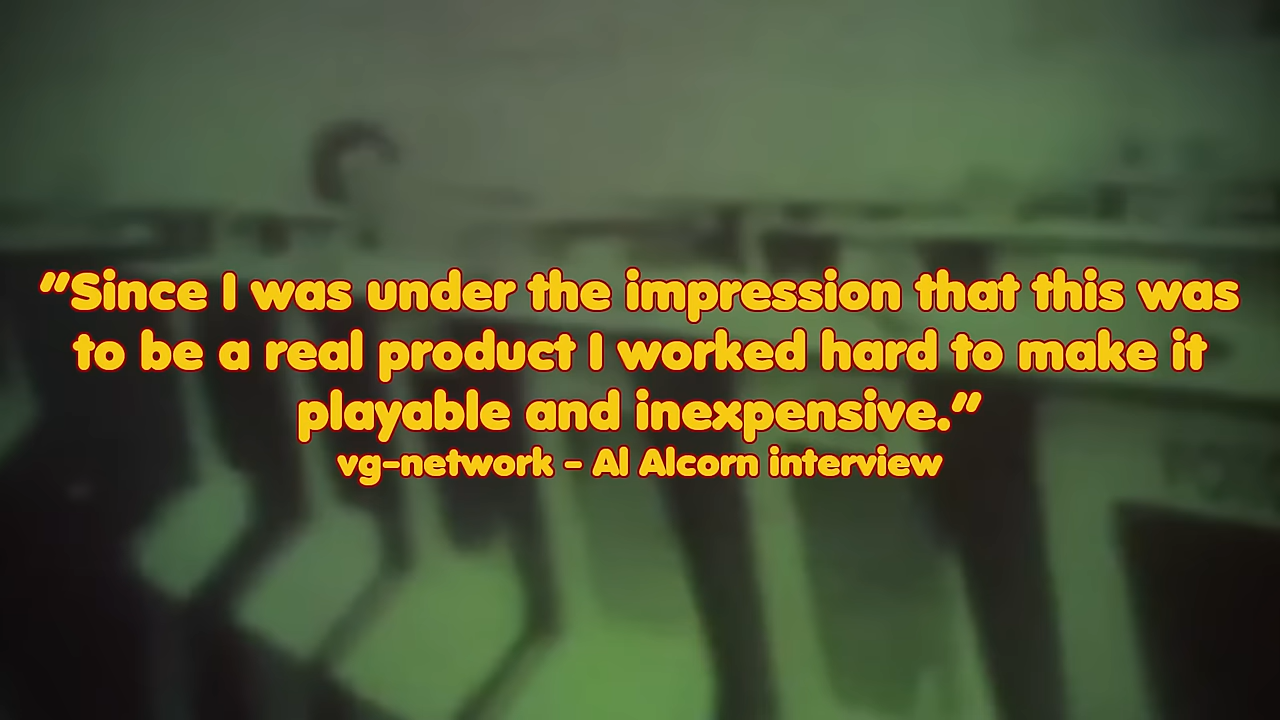 "Since I was under the impression that this was
to be a real product I worked hard to make it
playable and inexpensive."
vg-network - Al Alcorn interview